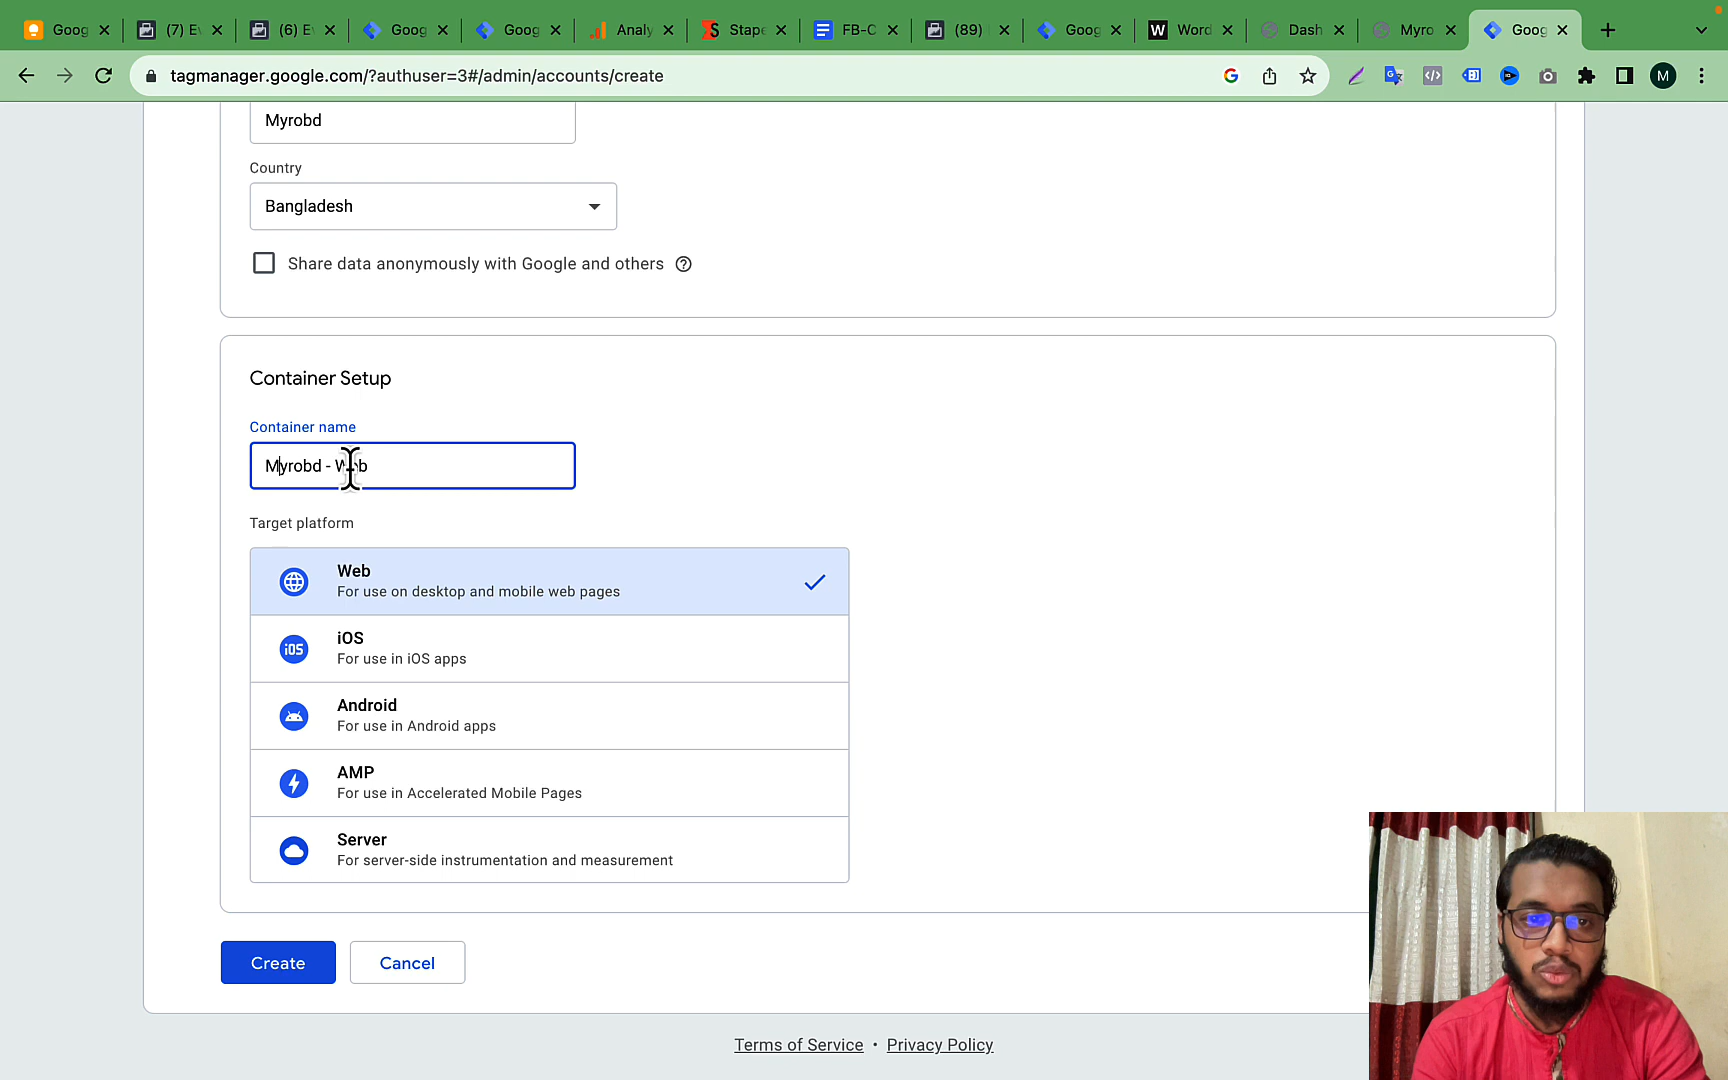 Goog
(7) E
(6) E
Goog
Goog
Analy
Stape
FB-C
(89)
Goog
W Word
Dash
Myro
Goog
tagmanager.google.com/?authuser=3#/admin/accounts/create
M
Myrobd
Country
Bangladesh
Share data anonymously with Google and others
Container Setup
Container name
Myrobd - Web
Target platform
Web
For use on desktop and mobile web pages
iOS
iOS
For use in iOS apps
Android
For use in Android apps
AMP
For use in Accelerated Mobile Pages
Server
For server-side instrumentation and measurement
Create
Cancel
Terms of Service • Privacy Policy